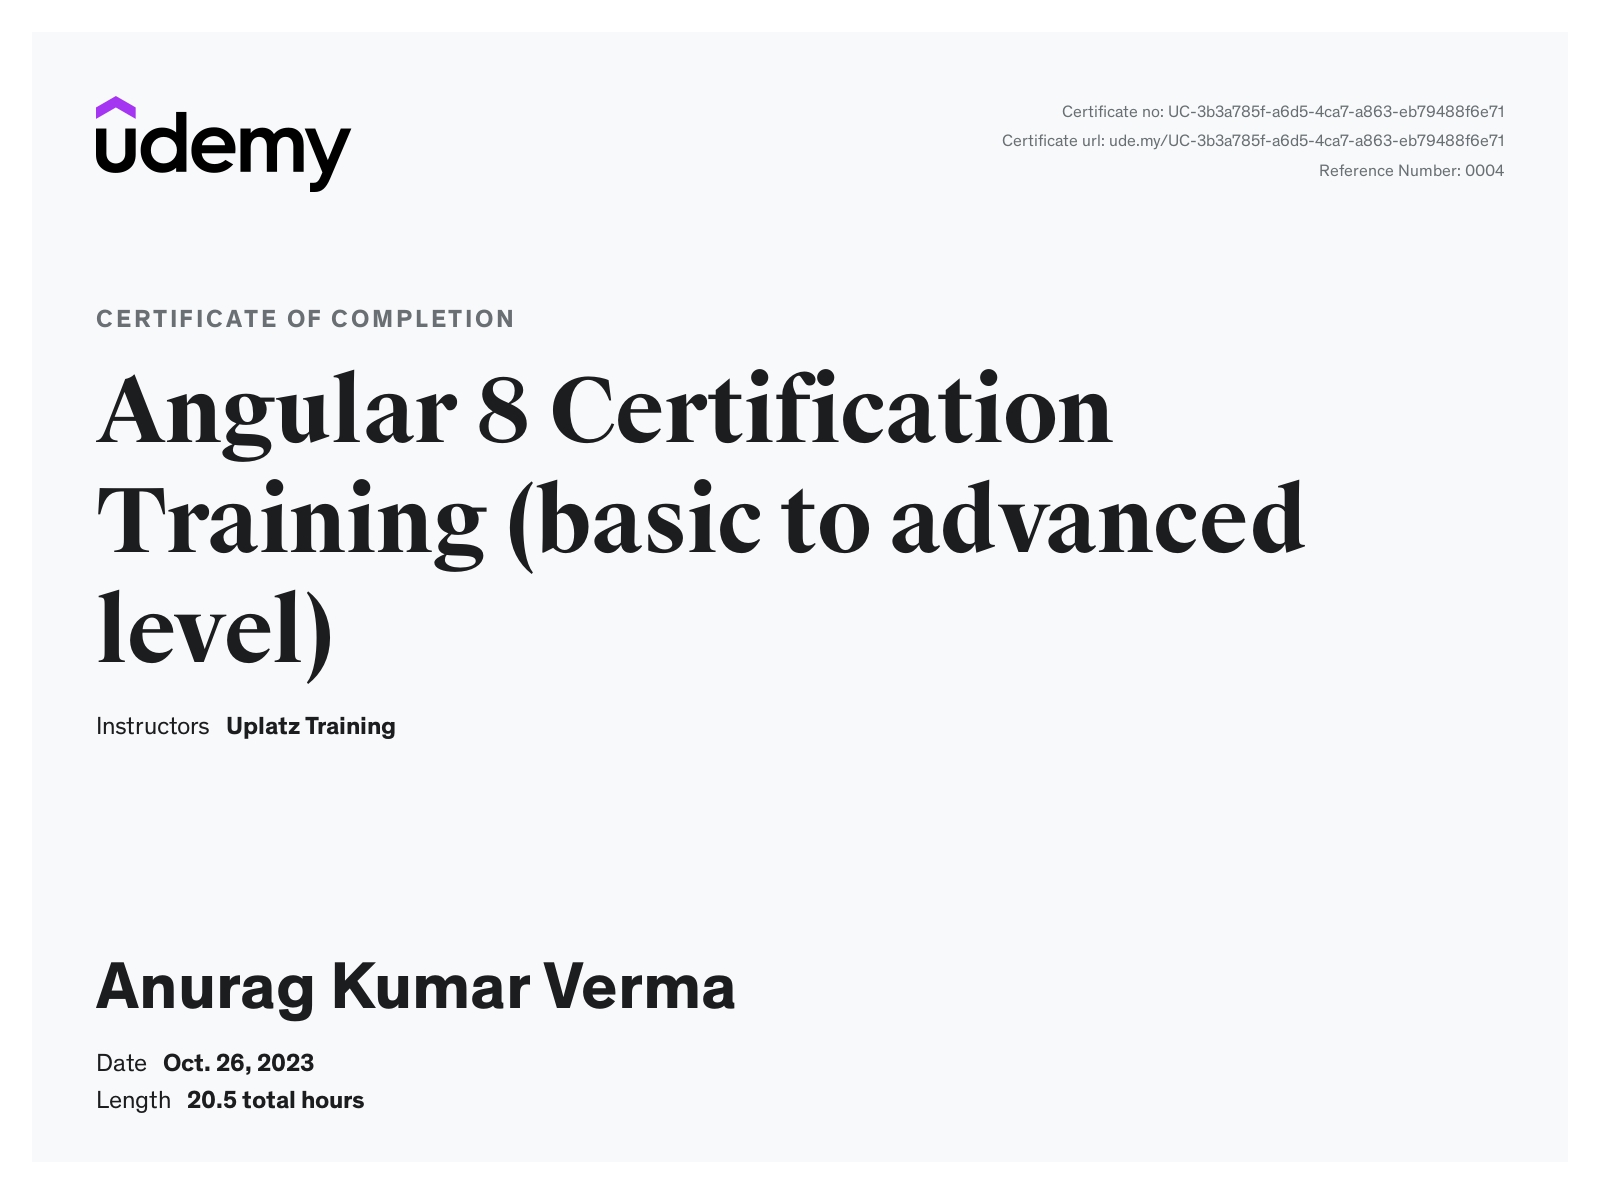 udemy
Certificate no: UC-3b3a785f-a6d5-4ca7-a863-eb79488f6e71
Certificate url: ude.my/UC-3b3a785f-a6d5-4ca7-a863-eb79488f6e71
Reference Number: 0004
CERTIFICATE OF COMPLETION
Angular 8 Certification
Training (basic to advanced
level)
Instructors Uplatz Training
Anurag Kumar Verma
Date Oct. 26, 2023
Length 20.5 total hours